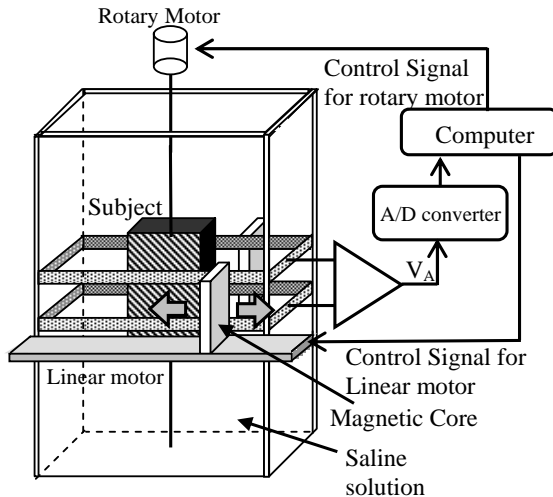 Rotary Motor
Control Signal
for rotary motor
Computer
Subject
A/D converter
V_A
Linear motor
Control Signal for
Linear motor
Magnetic Core
Saline
solution